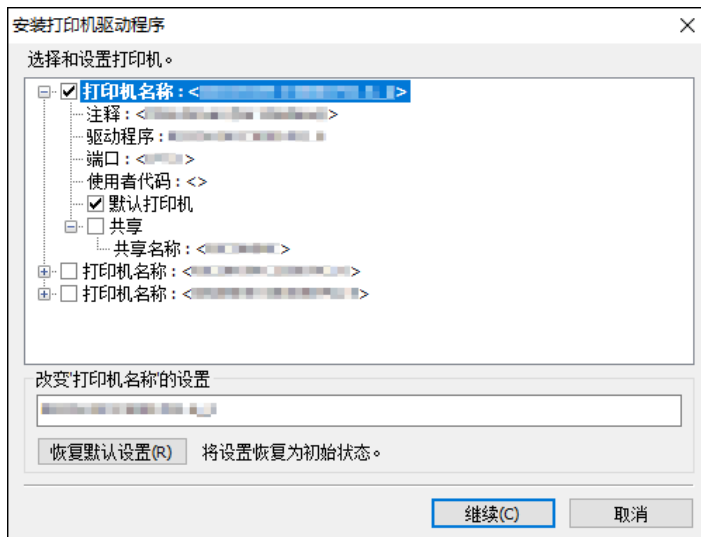 安装打印机驱动程序
选择和设置打印机。
打印机名称：< >
注释：< >
驱动程序：
端口：< >
使用者代码：<>
默认打印机
共享
共享名称：< >
打印机名称：< >
打印机名称：< >
改变'打印机名称'的设置
恢复默认设置(R) 将设置恢复为初始状态。
继续(C) 取消